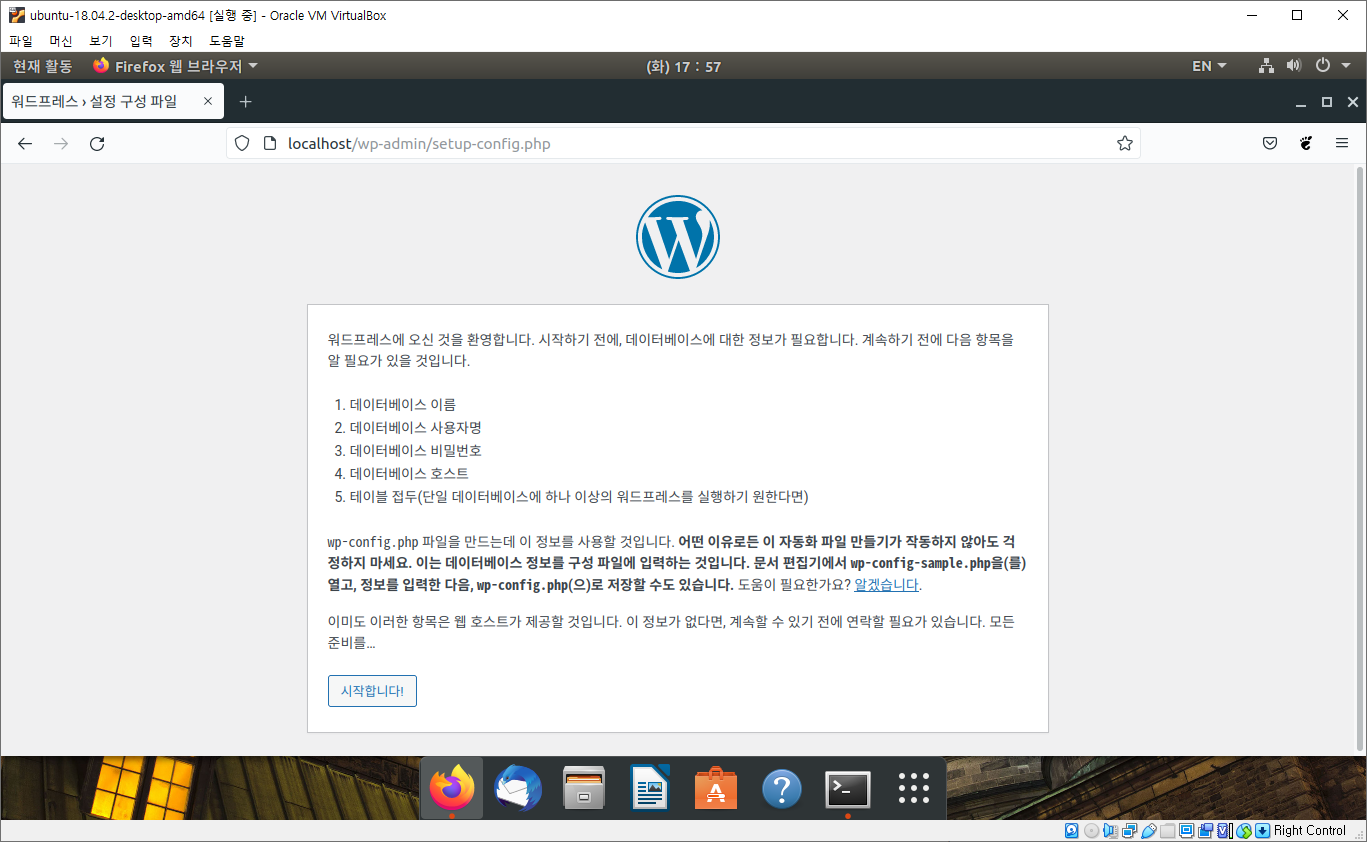 ubuntu-18.04.2-desktop-amd64 [실행 중] - Oracle VM VirtualBox
파일 머신 보기 입력 장치 도움말
현재 활동 Firefox 웹 브라우저 (화) 17 : 57 EN
워드프레스 › 설정 구성 파일
localhost/wp-admin/setup-config.php
워드프레스에 오신 것을 환영합니다. 시작하기 전에, 데이터베이스에 대한 정보가 필요합니다. 계속하기 전에 다음 항목을
알 필요가 있을 것입니다.
1. 데이터베이스 이름
2. 데이터베이스 사용자명
3. 데이터베이스 비밀번호
4. 데이터베이스 호스트
5. 테이블 접두(단일 데이터베이스에 하나 이상의 워드프레스를 실행하기 원한다면)
wp-config.php 파일을 만드는데 이 정보를 사용할 것입니다. 어떤 이유로든 이 자동화 파일 만들기가 작동하지 않아도 걱
정하지 마세요. 이는 데이터베이스 정보를 구성 파일에 입력하는 것입니다. 문서 편집기에서 wp-config-sample.php을(를)
열고, 정보를 입력한 다음, wp-config.php(으)로 저장할 수도 있습니다. 도움이 필요한가요? 알겠습니다.
이미도 이러한 항목은 웹 호스트가 제공할 것입니다. 이 정보가 없다면, 계속할 수 있기 전에 연락할 필요가 있습니다. 모든
준비를…
시작합니다!
Right Control